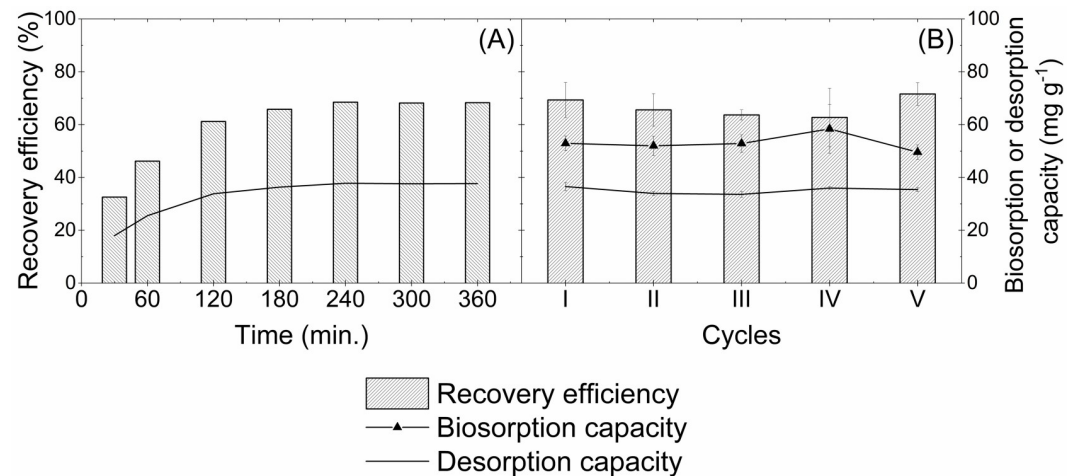 Recovery efficiency (%)
100
80
60
40
20
0
(A)
0 60 120 180 240 300 360
Time (min.)
(B)
I II III IV V
Cycles
100
80
60
40
20
0
Biosorption or desorption
capacity (mg g⁻¹)
Recovery efficiency
Biosorption capacity
Desorption capacity